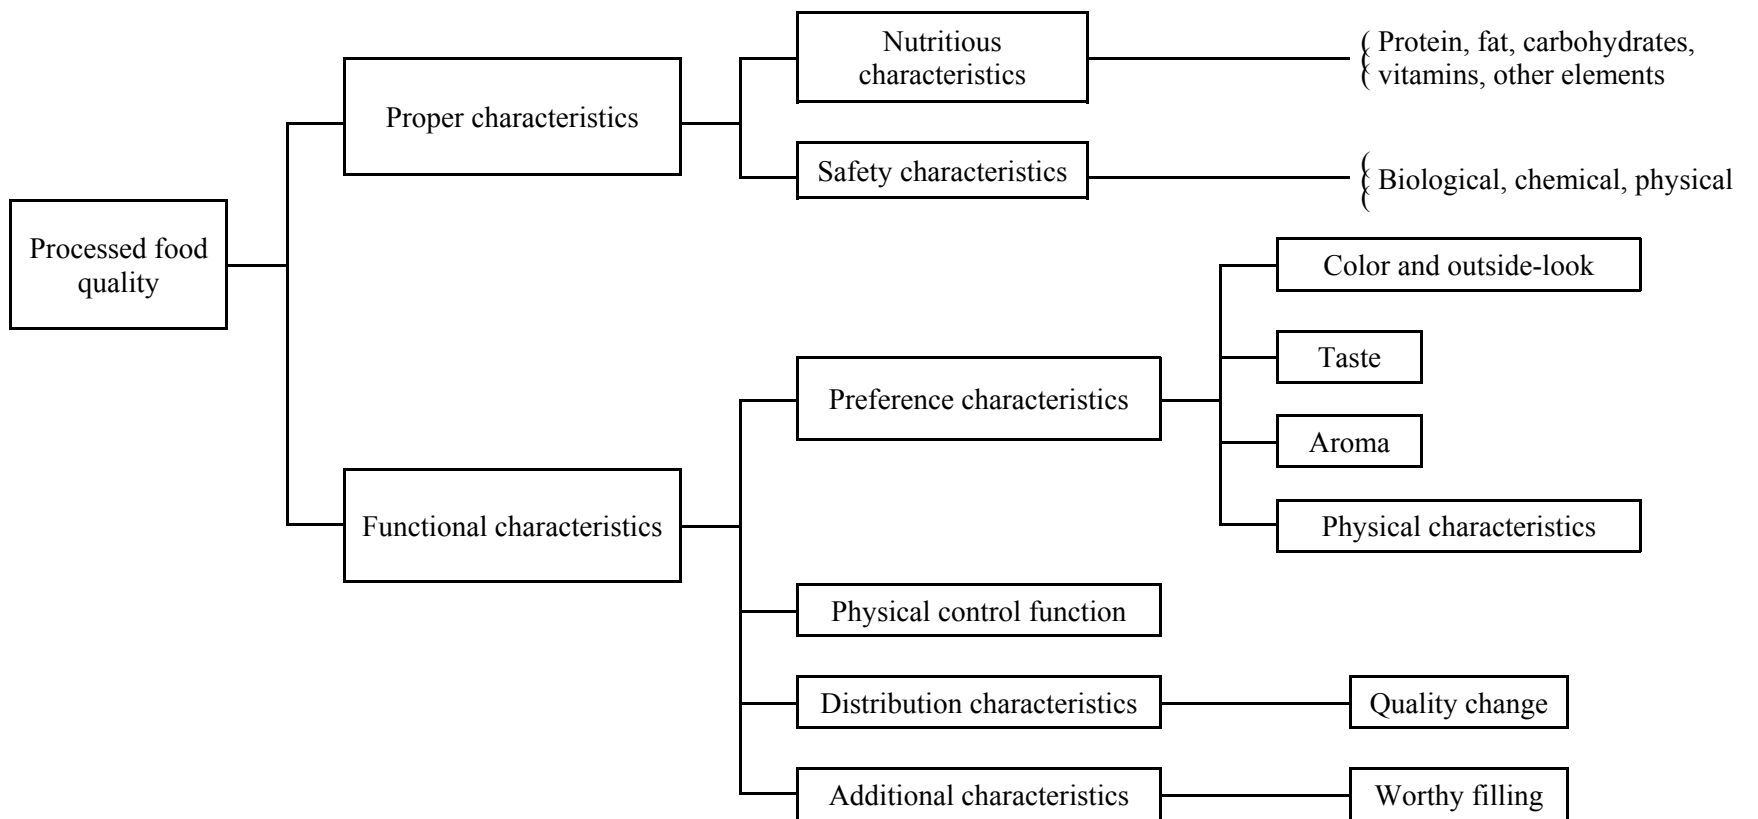 Nutritious
characteristics
Protein, fat, carbohydrates,
vitamins, other elements
Proper characteristics
Safety characteristics
Biological, chemical, physical
Processed food
quality
Color and outside-look
Taste
Preference characteristics
Aroma
Functional characteristics
Physical characteristics
Physical control function
Distribution characteristics
Quality change
Additional characteristics
Worthy filling